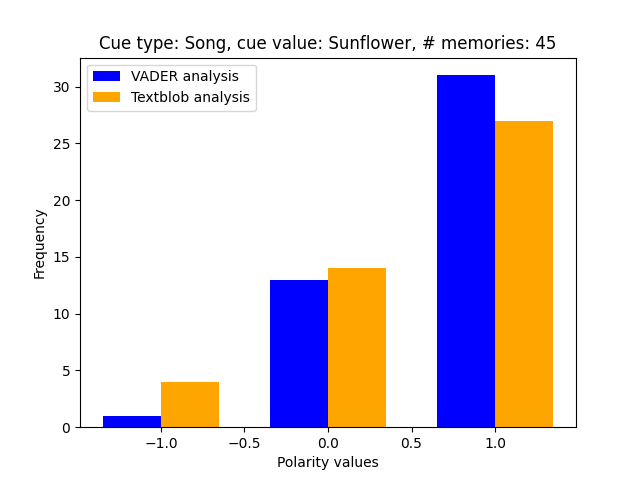 Cue type: Song, cue value: Sunflower, # memories: 45
VADER analysis
Textblob analysis
Frequency
30
25
20
15
10
5
0
−1.0 −0.5 0.0 0.5 1.0
Polarity values